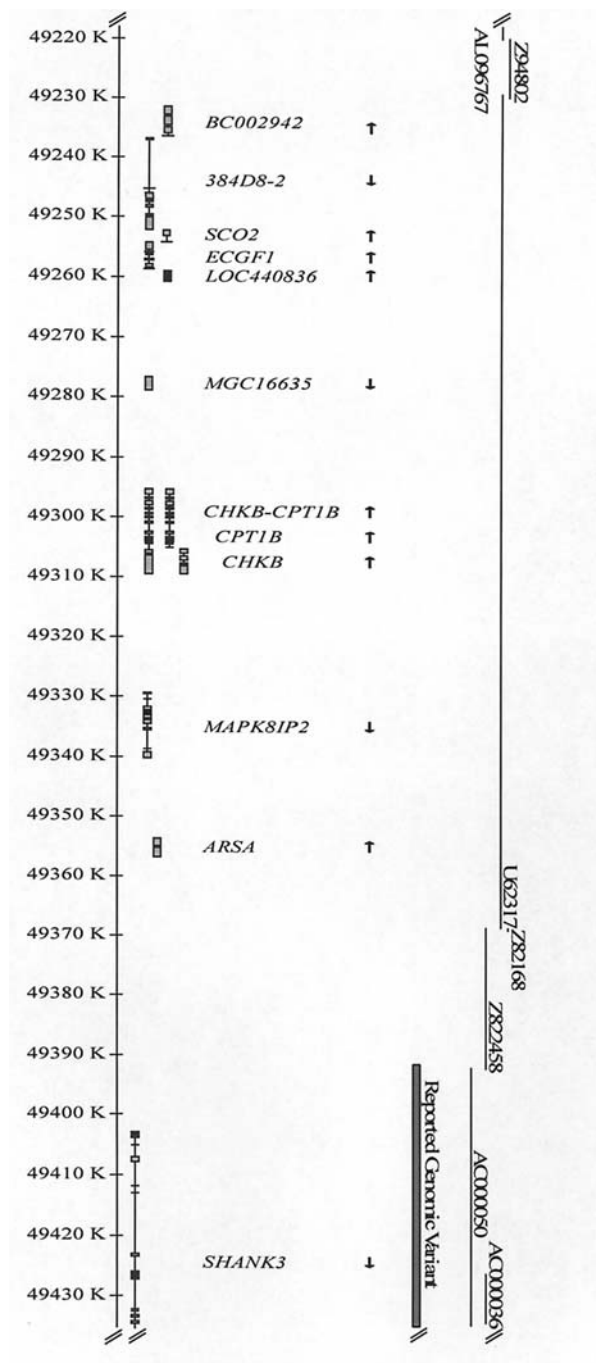 49220 K
AL096767
Z94802
49230 K
BC002942
49240 K
384D8-2
49250 K
SCO2
ECGF1
49260 K
LOC440836
49270 K
MGC16635
49280 K
49290 K
49300 K
CHKB-CPT1B
CPT1B
CHKB
49310 K
49320 K
49330 K
MAPK8IP2
49340 K
49350 K
ARSA
49360 K
U62317
49370 K
Z82168
49380 K
Z822458
49390 K
49400 K
Reported Genomic Variant
49410 K
AC000050
49420 K
SHANK3
AC000036
49430 K